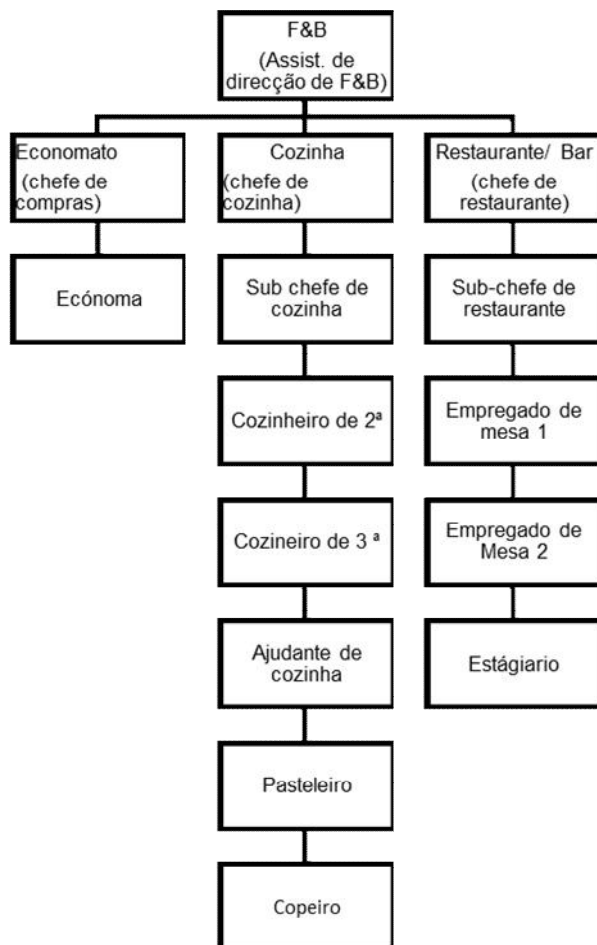 F&B
(Assist. de
direcção de F&B)
Economato
(chefe de
compras)
Cozinha
(chefe de
cozinha)
Restaurante/ Bar
(chefe de
restaurante)
Ecónoma
Sub chefe de
cozinha
Sub-chefe de
restaurante
Cozinheiro de 2ª
Empregado de
mesa 1
Cozineiro de 3 ª
Empregado de
Mesa 2
Ajudante de
cozinha
Estágiario
Pasteleiro
Copeiro